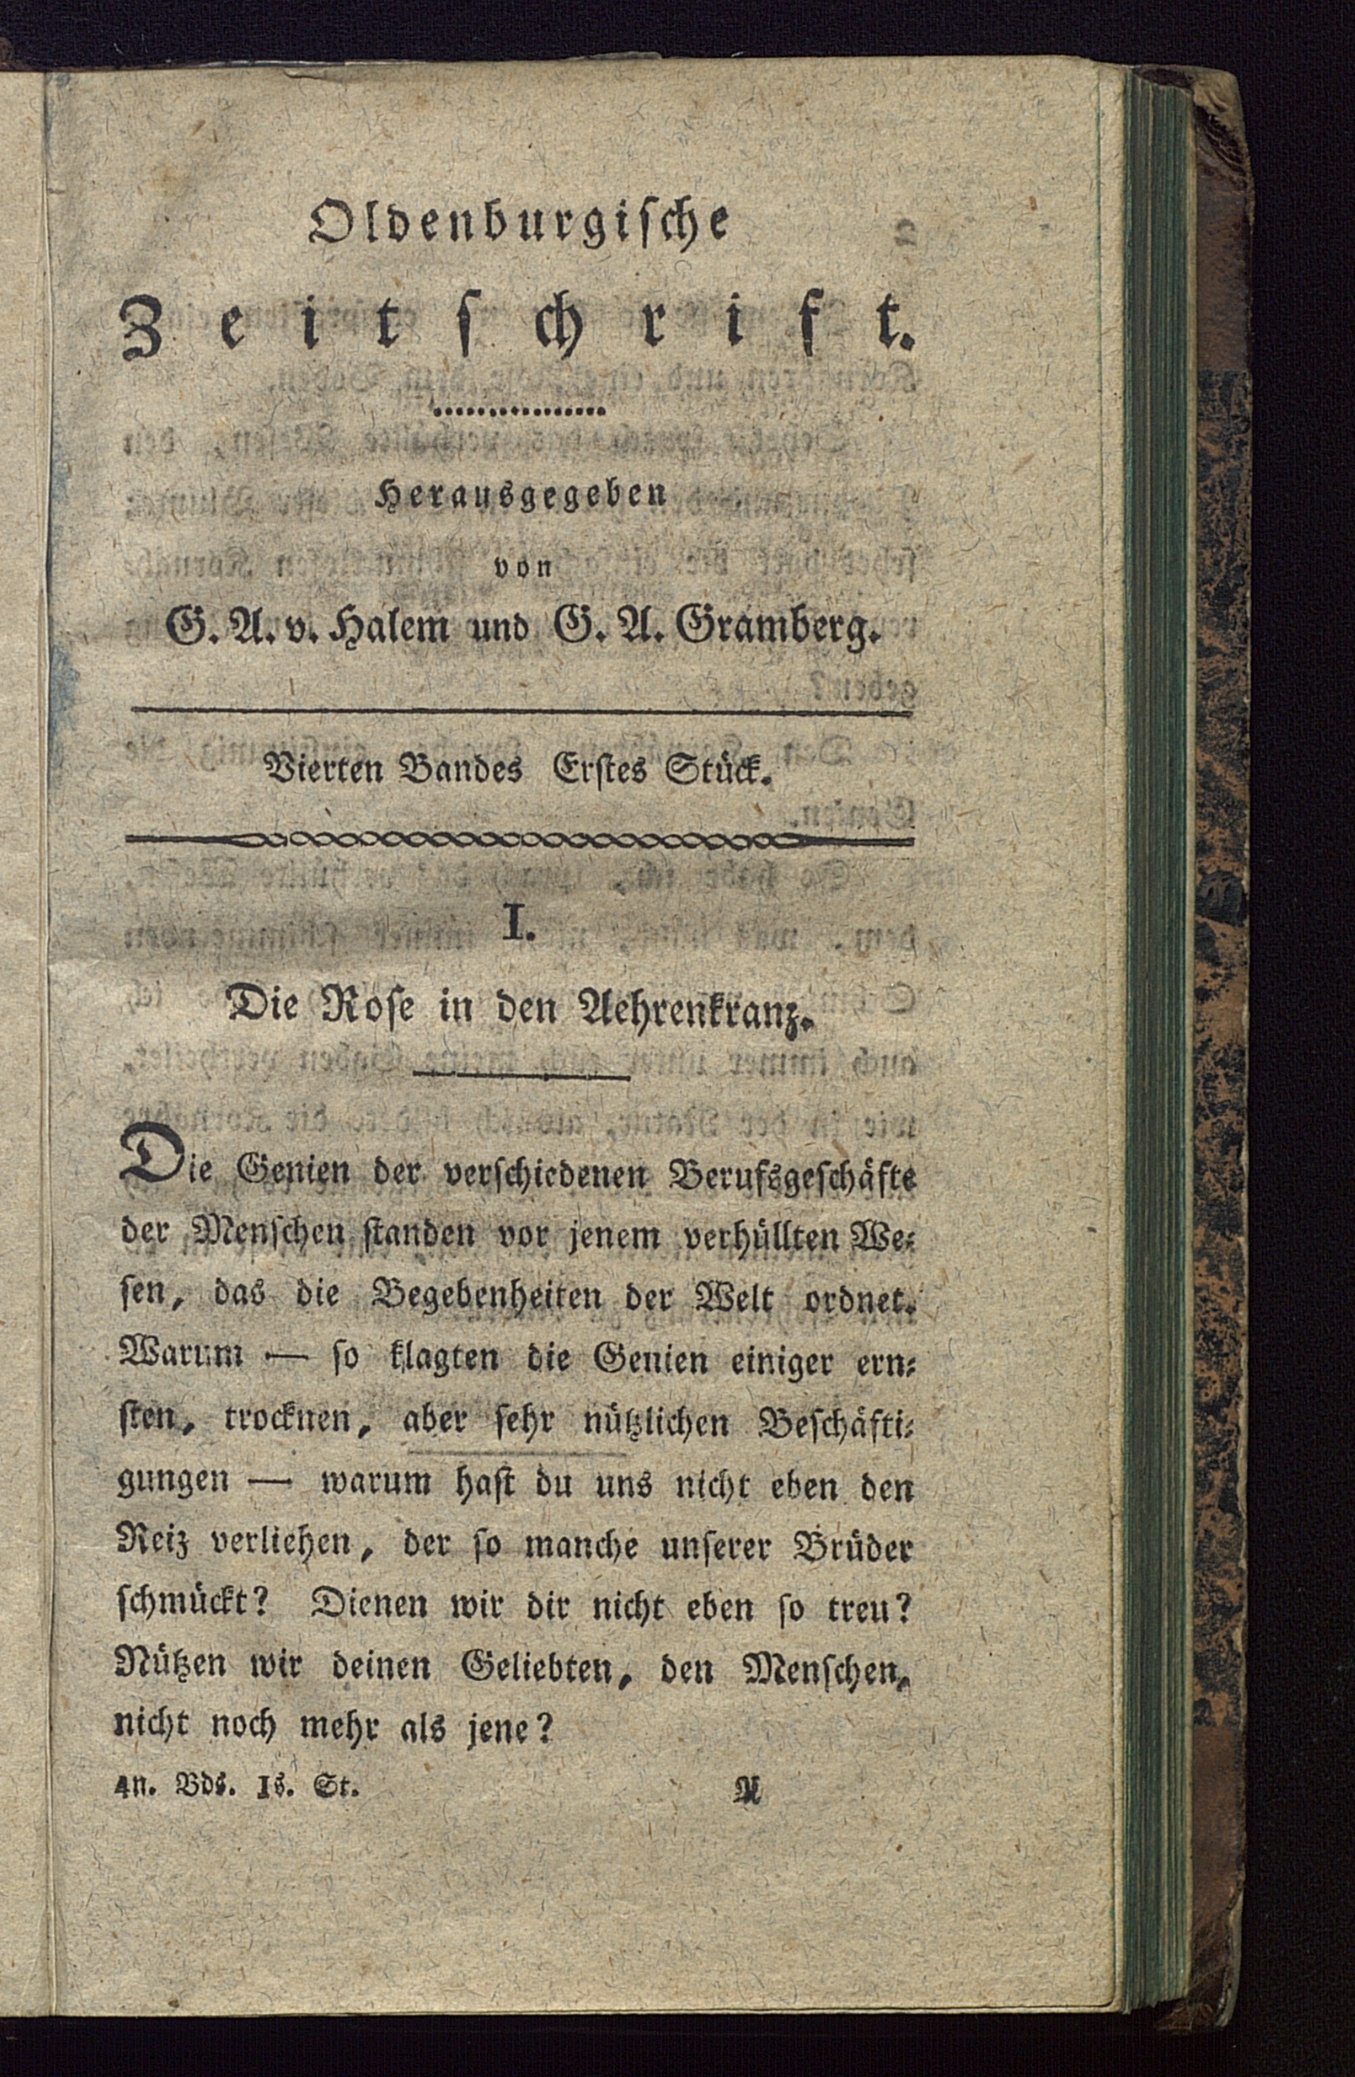 Oldenburgische
Zeitschrift.
Herausgegeben
von
G. A. v. Halem und G. A. Gramberg.
Vierten Bandes Erstes Stück.
I.
Die Rose in den Aehrenkranz.
Die Genien der verschiedenen Berufsgeschäfte
der Menschen standen vor jenem verhüllten We-
sen, das die Begebenheiten der Welt ordnet.
Warum — so klagten die Genien einiger ern-
sten, trocknen, aber sehr nützlichen Beschäfti-
gungen — warum hast du uns nicht eben den
Reiz verliehen, der so manche unserer Brüder
schmückt? Dienen wir dir nicht eben so treu?
Nützen wir deinen Geliebten, den Menschen,
nicht noch mehr als jene?
4n. Bds. 1s. St. A